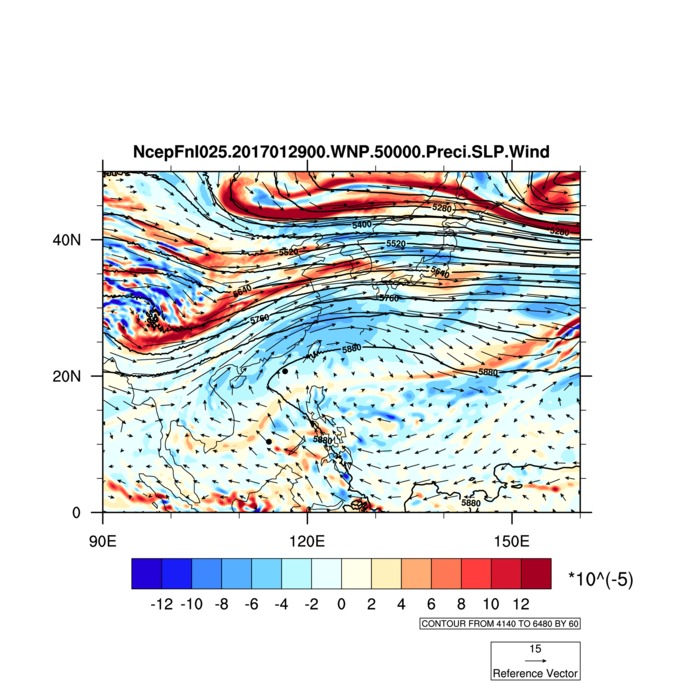 NcepFnl025.2017012900.WNP.50000.Preci.SLP.Wind
5280
5400
5280
40N
5520
5520
5640
5640
5760
5760
5880
5880
20N
5880
5880
0
90E 120E 150E
*10^(-5)
-12 -10 -8 -6 -4 -2 0 2 4 6 8 10 12
CONTOUR FROM 4140 TO 6480 BY 60
15
Reference Vector